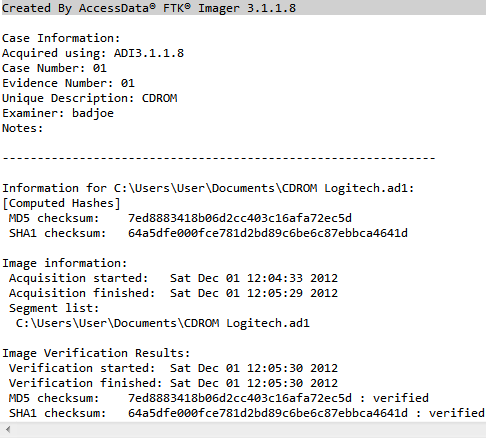 Created By AccessData® FTK® Imager 3.1.1.8
Case Information:
Acquired using: ADI3.1.1.8
Case Number: 01
Evidence Number: 01
Unique Description: CDROM
Examiner: badjoe
Notes:
--------------------------------------------------------------
Information for C:\Users\User\Documents\CDROM Logitech.ad1:
[Computed Hashes]
MD5 checksum:    7ed8883418b06d2cc403c16afa72ec5d
SHA1 checksum:   64a5dfe000fce781d2bd89c6be6c87ebbca4641d
Image information:
Acquisition started:   Sat Dec 01 12:04:33 2012
Acquisition finished:  Sat Dec 01 12:05:29 2012
Segment list:
C:\Users\User\Documents\CDROM Logitech.ad1
Image Verification Results:
Verification started:  Sat Dec 01 12:05:30 2012
Verification finished: Sat Dec 01 12:05:30 2012
MD5 checksum:    7ed8883418b06d2cc403c16afa72ec5d : verified
SHA1 checksum:   64a5dfe000fce781d2bd89c6be6c87ebbca4641d : verified